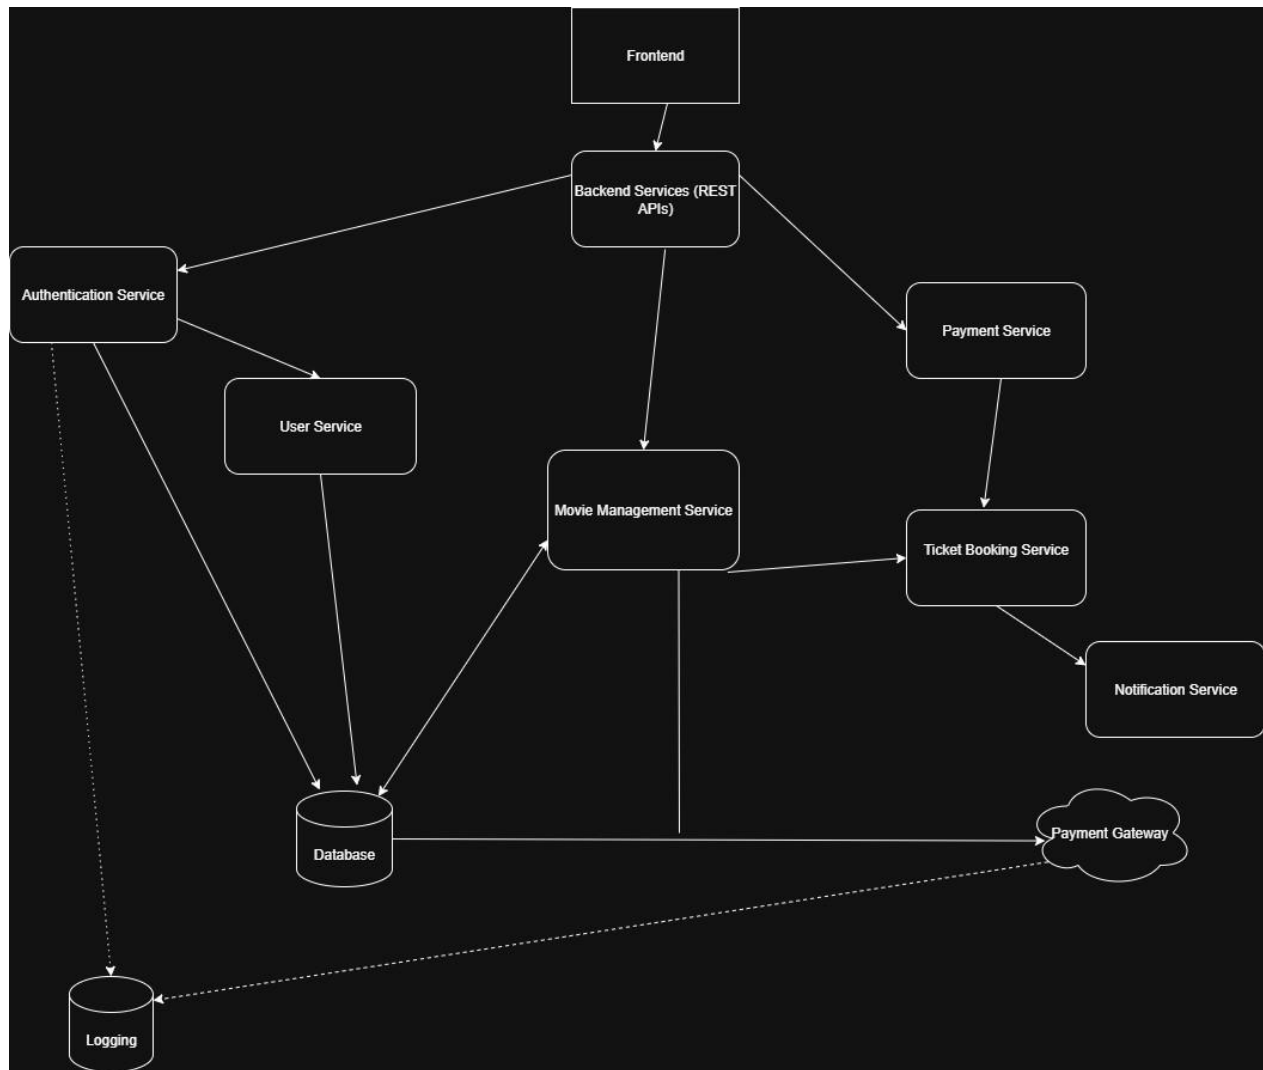 Frontend
Backend Services (REST
APIs)
Authentication Service
Payment Service
User Service
Movie Management Service
Ticket Booking Service
Notification Service
Payment Gateway
Database
Logging